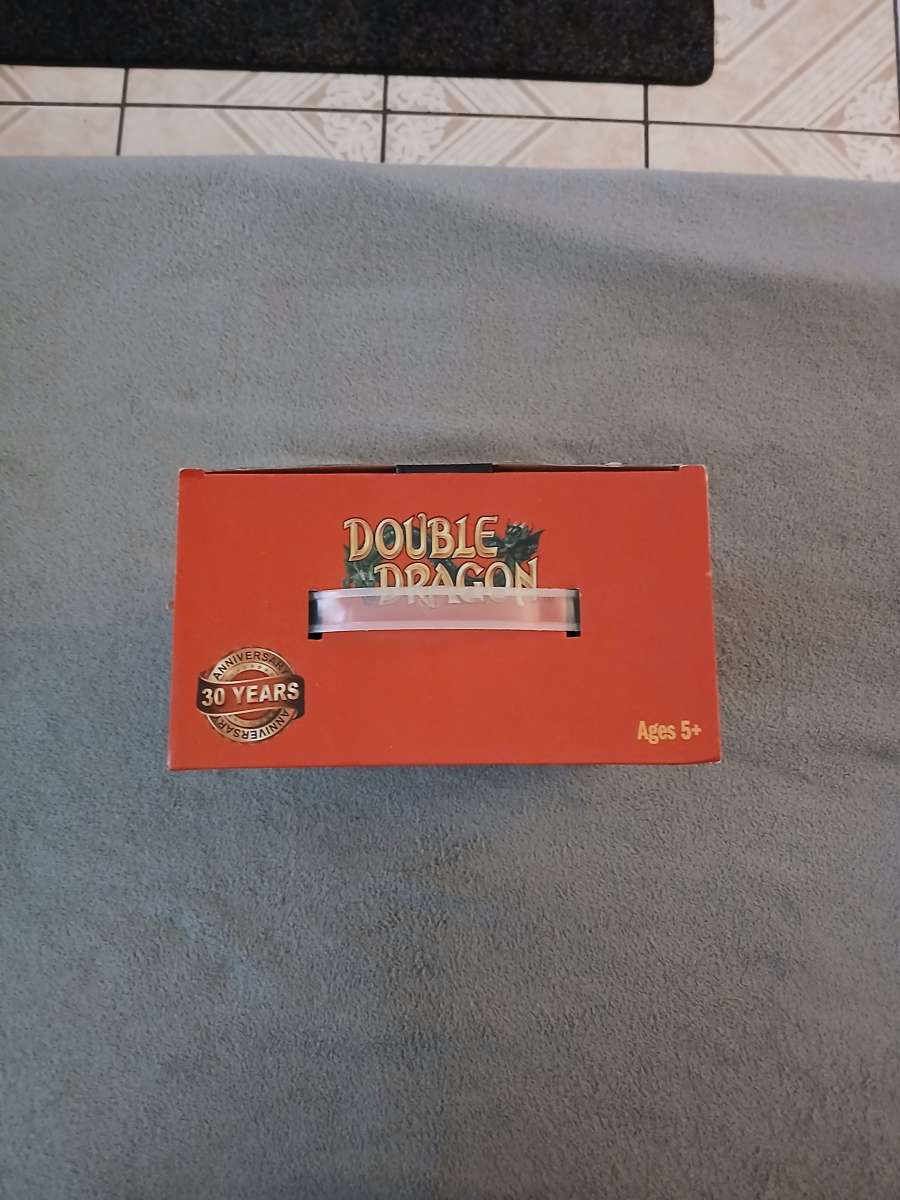 DOUBLE
DRAGON
ANNIVERSARY
30 YEARS
ANNIVERSARY
Ages 5+